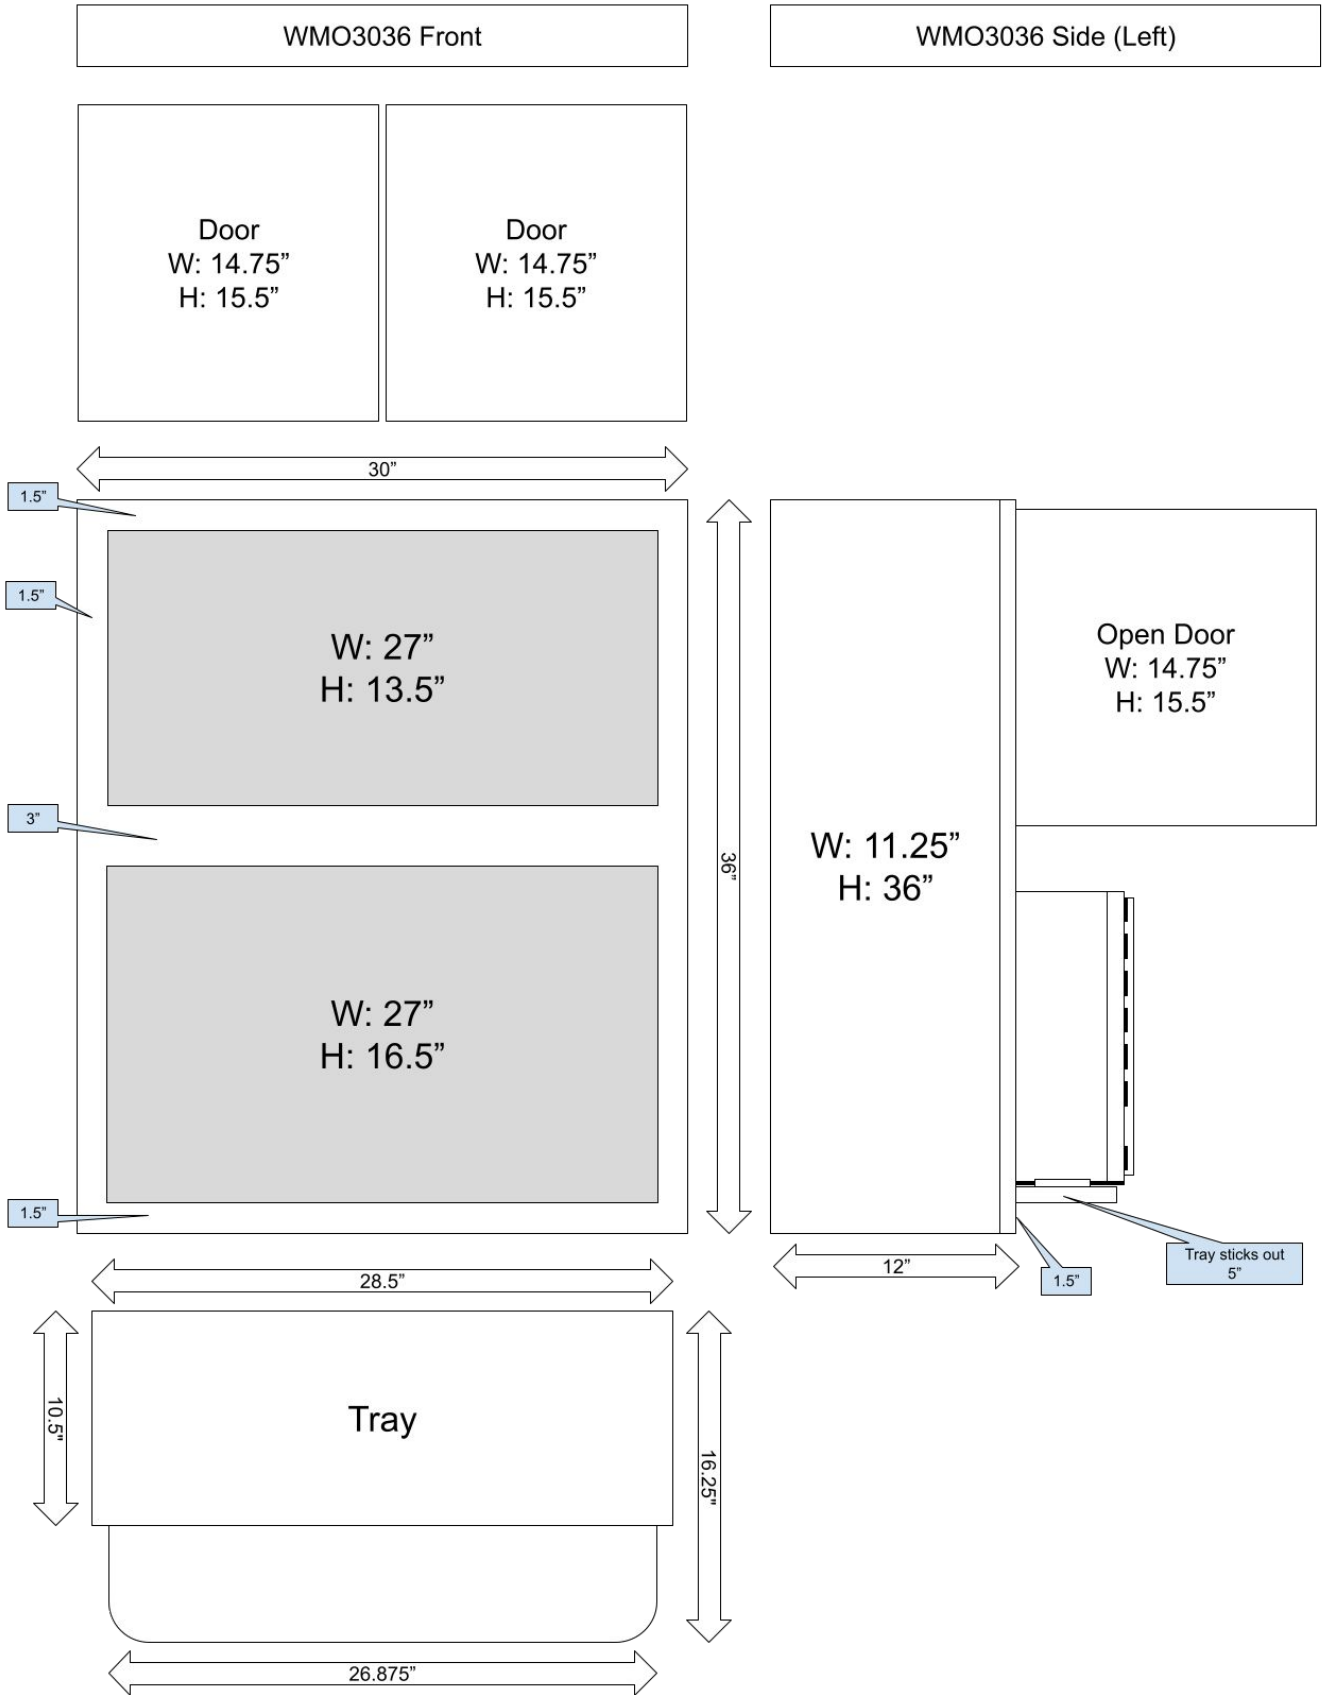 WMO3036 Front
WMO3036 Side (Left)
Door
W: 14.75”
H: 15.5”
Door
W: 14.75”
H: 15.5”
30”
1.5”
1.5”
W: 27”
H: 13.5”
3”
36”
W: 27”
H: 16.5”
1.5”
Open Door
W: 14.75”
H: 15.5”
W: 11.25”
H: 36”
12”
1.5”
Tray sticks out
5”
28.5”
10.5"
Tray
16.25"
26.875”